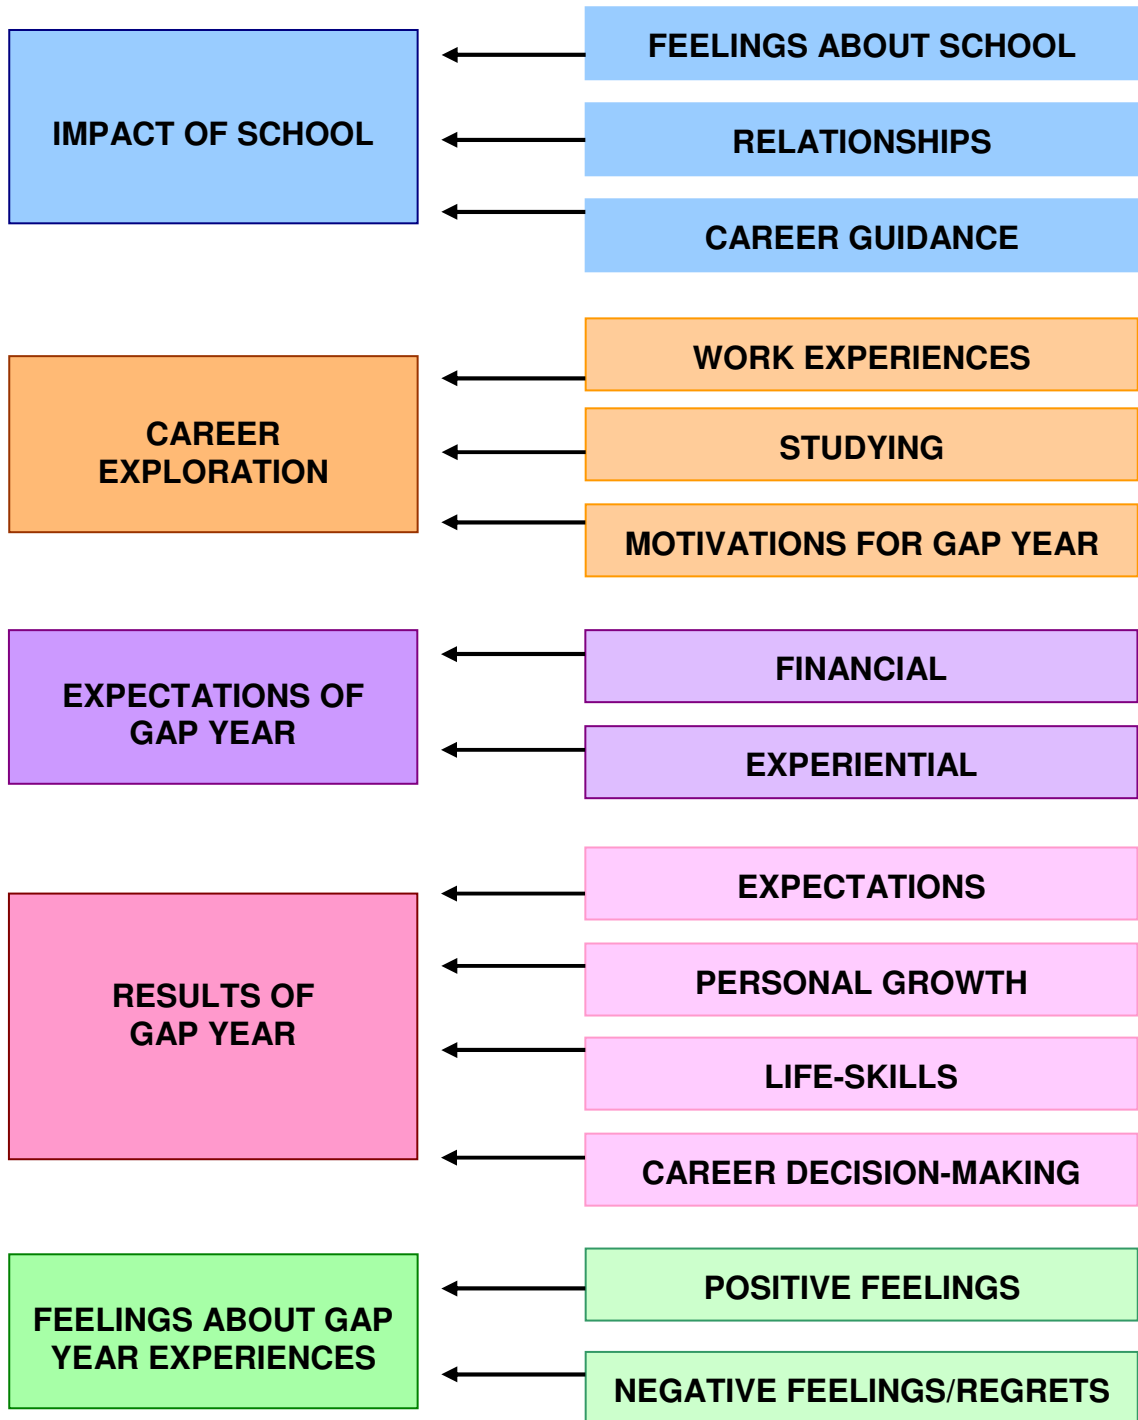 IMPACT OF SCHOOL
FEELINGS ABOUT SCHOOL
RELATIONSHIPS
CAREER GUIDANCE
CAREER
EXPLORATION
WORK EXPERIENCES
STUDYING
MOTIVATIONS FOR GAP YEAR
EXPECTATIONS OF
GAP YEAR
FINANCIAL
EXPERIENTIAL
RESULTS OF
GAP YEAR
EXPECTATIONS
PERSONAL GROWTH
LIFE-SKILLS
CAREER DECISION-MAKING
FEELINGS ABOUT GAP
YEAR EXPERIENCES
POSITIVE FEELINGS
NEGATIVE FEELINGS/REGRETS